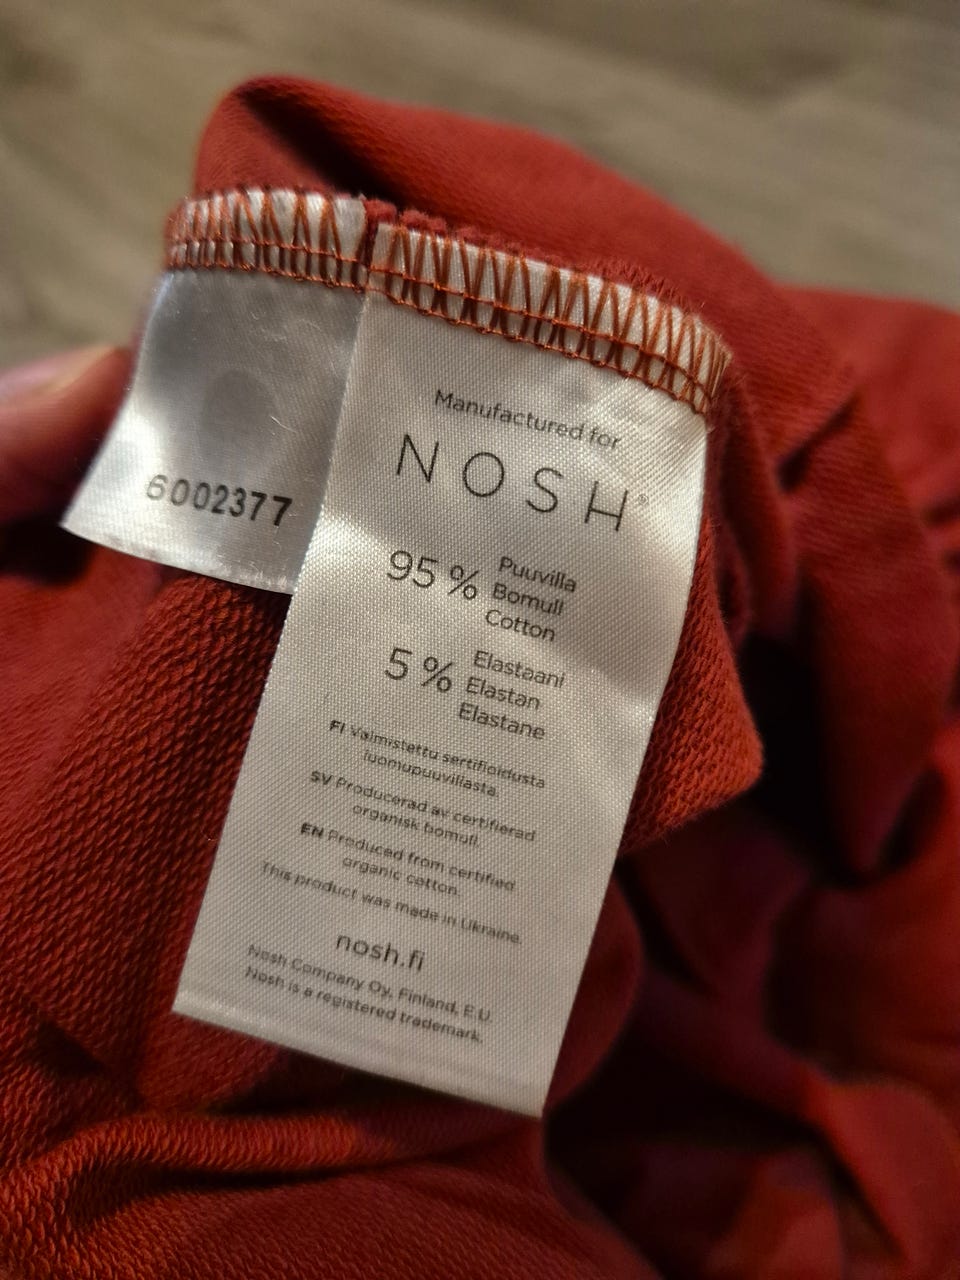 6002377
Manufactured for
NOSH®
95 % Puuvilla
Bomull
Cotton
5 % Elastaani
Elastan
Elastane
FI Valmistettu sertifioidusta
luomupuuvillasta.
SV Producerad av certifierad
organisk bomull.
EN Produced from certified
organic cotton.
This product was made in Ukraine.
nosh.fi
Nosh Company Oy, Finland, E.U.
Nosh is a registered trademark.